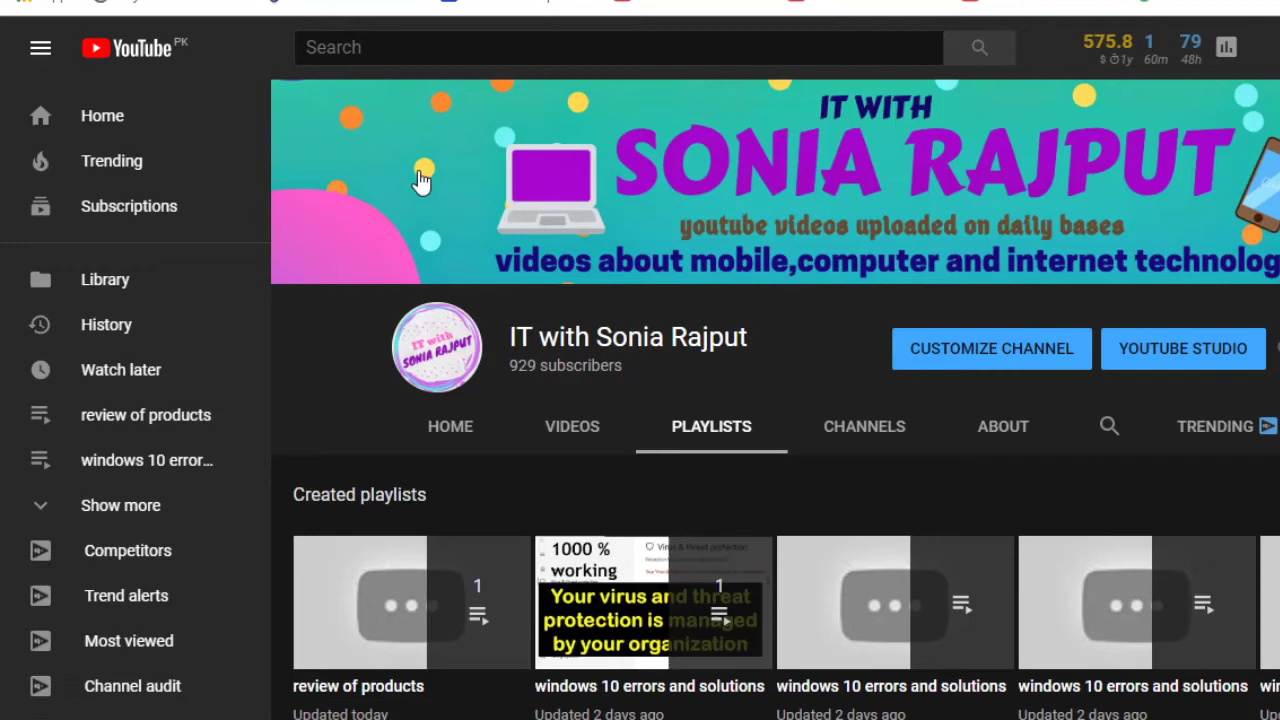 YouTube PK
Search
575.8 1 79
$ 1y 60m 48h
Home
Trending
Subscriptions
Library
History
Watch later
review of products
windows 10 error...
Show more
Competitors
Trend alerts
Most viewed
Channel audit
IT WITH
SONIA RAJPUT
youtube videos uploaded on daily bases
videos about mobile,computer and internet technolog
IT with
SONIA RAJPUT
IT with Sonia Rajput
929 subscribers
CUSTOMIZE CHANNEL
YOUTUBE STUDIO
HOME VIDEOS PLAYLISTS CHANNELS ABOUT TRENDING
Created playlists
1
1000 %
working
Virus & threat protection
Your virus and threat
protection is managed
by your organization
1
review of products
Updated today
windows 10 errors and solutions
Updated 2 days ago
windows 10 errors and solutions
Updated 2 days ago
windows 10 errors and solutions
Updated 2 days ago